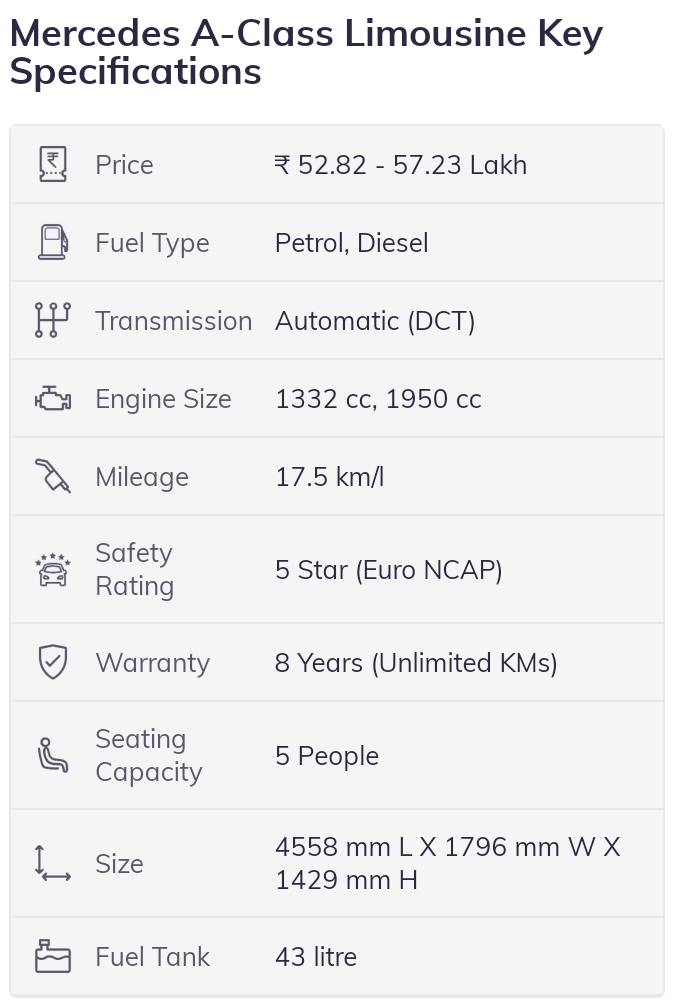 Mercedes A-Class Limousine Key
Specifications
₹
Price
₹ 52.82 - 57.23 Lakh
Fuel Type
Petrol, Diesel
Transmission
Automatic (DCT)
Engine Size
1332 cc, 1950 cc
Mileage
17.5 km/l
Safety
Rating
5 Star (Euro NCAP)
Warranty
8 Years (Unlimited KMs)
Seating
Capacity
5 People
Size
4558 mm L X 1796 mm W X
1429 mm H
Fuel Tank
43 litre